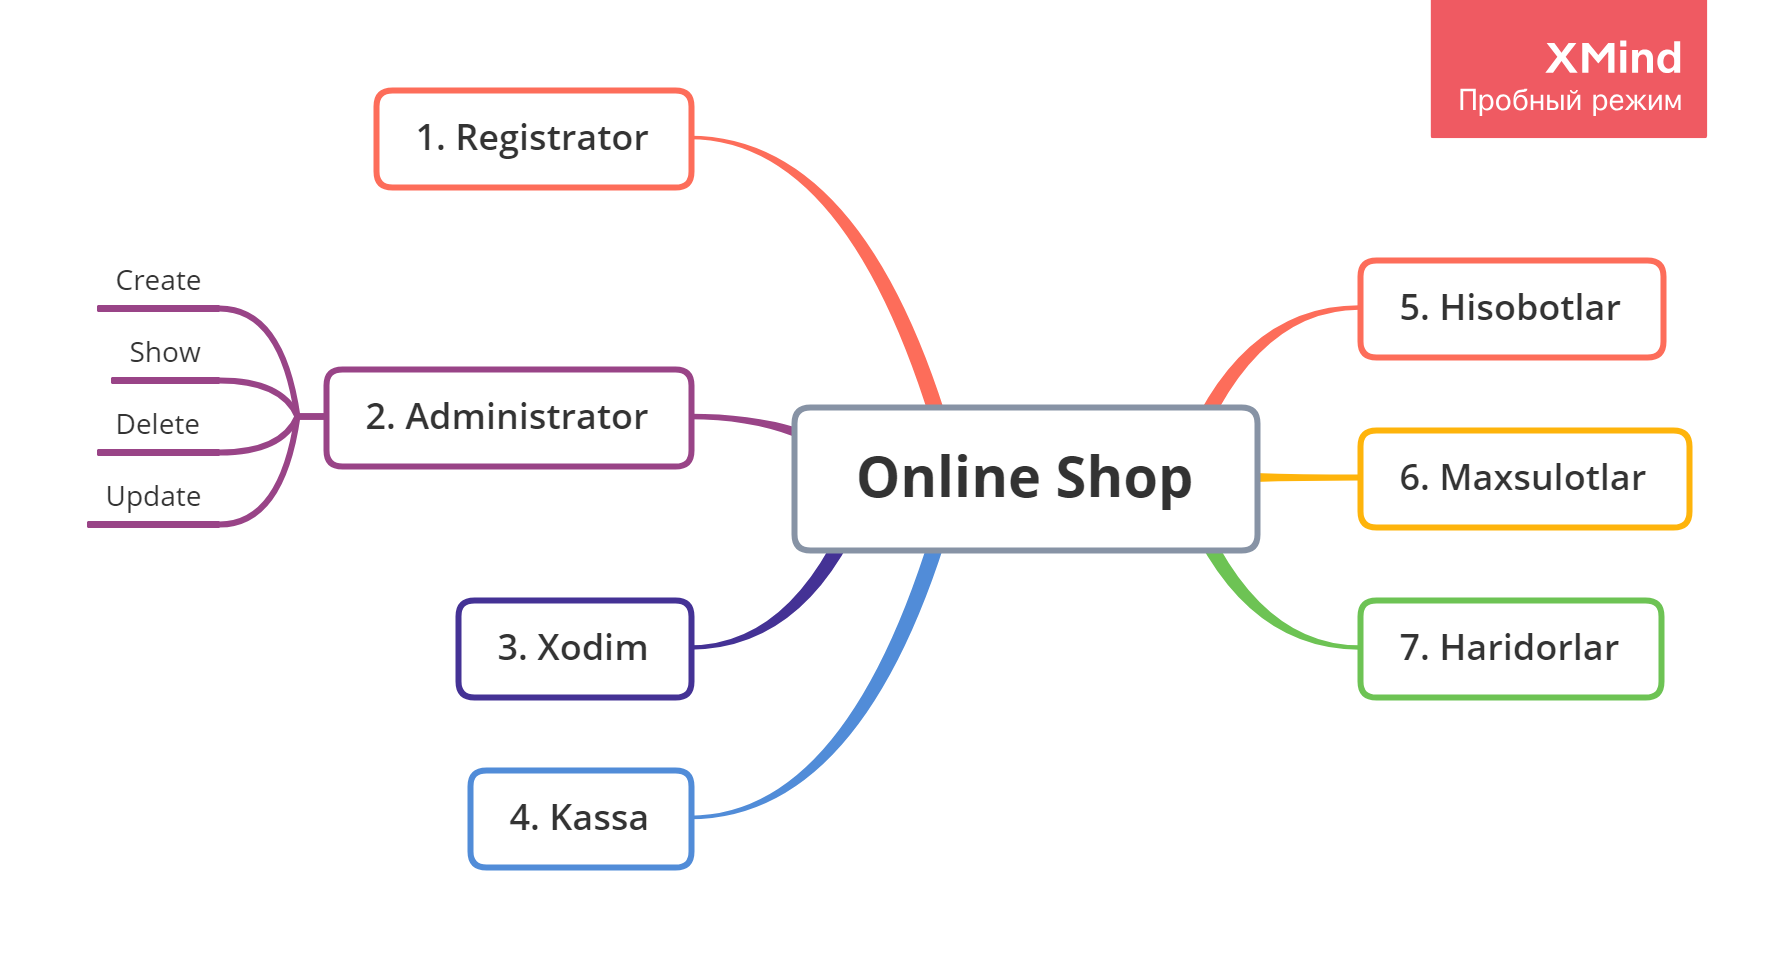 XMind
Пробный режим
1. Registrator
Create
Show
Delete
Update
2. Administrator
3. Xodim
4. Kassa
Online Shop
5. Hisobotlar
6. Maxsulotlar
7. Haridorlar